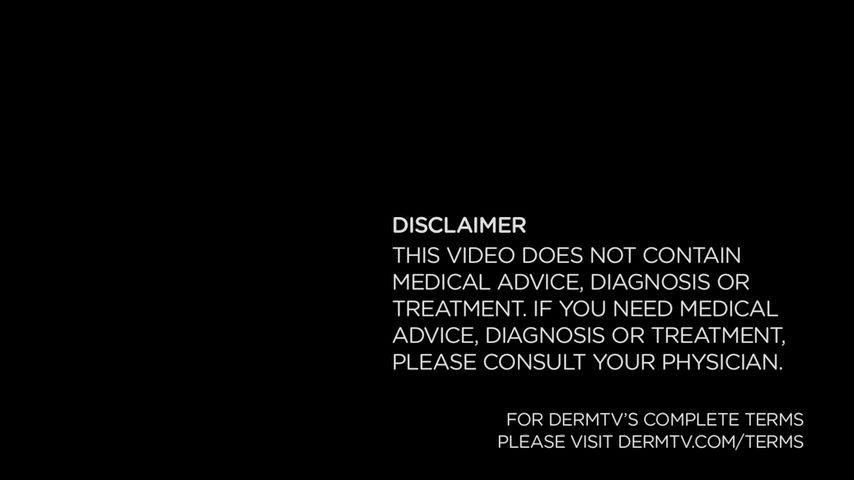 DISCLAIMER
THIS VIDEO DOES NOT CONTAIN
MEDICAL ADVICE, DIAGNOSIS OR
TREATMENT. IF YOU NEED MEDICAL
ADVICE, DIAGNOSIS OR TREATMENT,
PLEASE CONSULT YOUR PHYSICIAN.
FOR DERMTV'S COMPLETE TERMS
PLEASE VISIT DERMTV.COM/TERMS